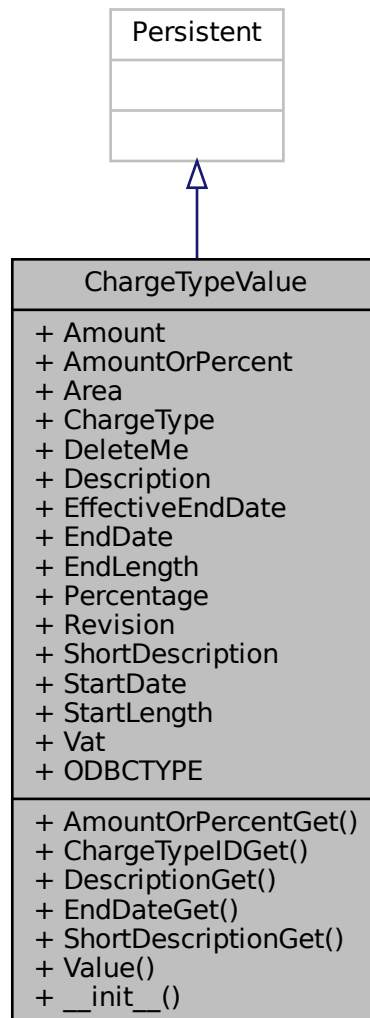 Persistent
ChargeTypeValue
+ Amount
+ AmountOrPercent
+ Area
+ ChargeType
+ DeleteMe
+ Description
+ EffectiveEndDate
+ EndDate
+ EndLength
+ Percentage
+ Revision
+ ShortDescription
+ StartDate
+ StartLength
+ Vat
+ ODBCTYPE
+ AmountOrPercentGet()
+ ChargeTypeIDGet()
+ DescriptionGet()
+ EndDateGet()
+ ShortDescriptionGet()
+ Value()
+ __init__()